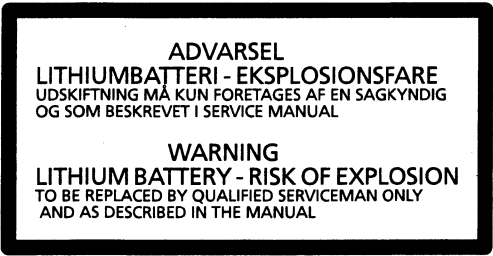 ADVARSEL
LITHIUMBATTERI - EKSPLOSIONSFARE
UDSKIFTNING MÅ KUN FORETAGES AF EN SAGKYNDIG
OG SOM BESKREVET I SERVICE MANUAL
WARNING
LITHIUM BATTERY - RISK OF EXPLOSION
TO BE REPLACED BY QUALIFIED SERVICEMAN ONLY
AND AS DESCRIBED IN THE MANUAL